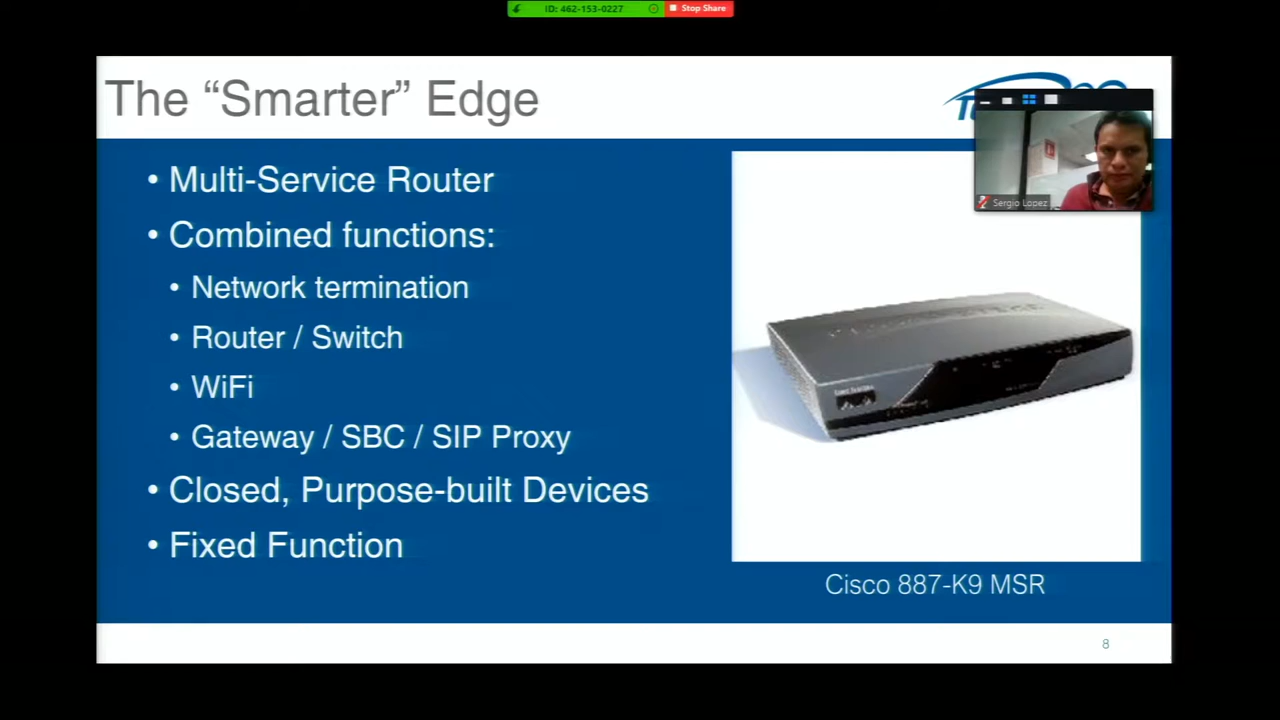 ID: 462-153-0227
Stop Share
The “Smarter” Edge
• Multi-Service Router
• Combined functions:
• Network termination
• Router / Switch
• WiFi
• Gateway / SBC / SIP Proxy
• Closed, Purpose-built Devices
• Fixed Function
Sergio Lopez
Cisco 887-K9 MSR
8